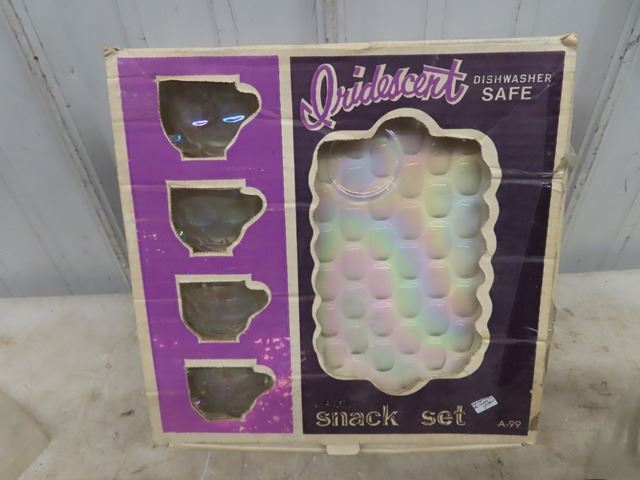 Iridescent
DISHWASHER
SAFE
snack set
A-99